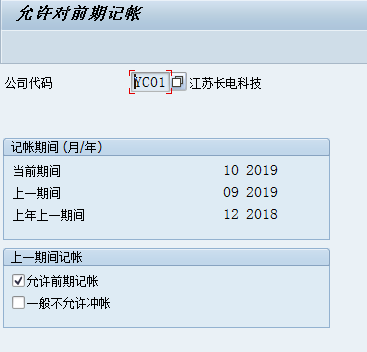 允许对前期记帐
公司代码 YC01 江苏长电科技
记帐期间(月/年)
当前期间 10 2019
上一期间 09 2019
上年上一期间 12 2018
上一期间记帐
允许前期记帐
一般不允许冲帐